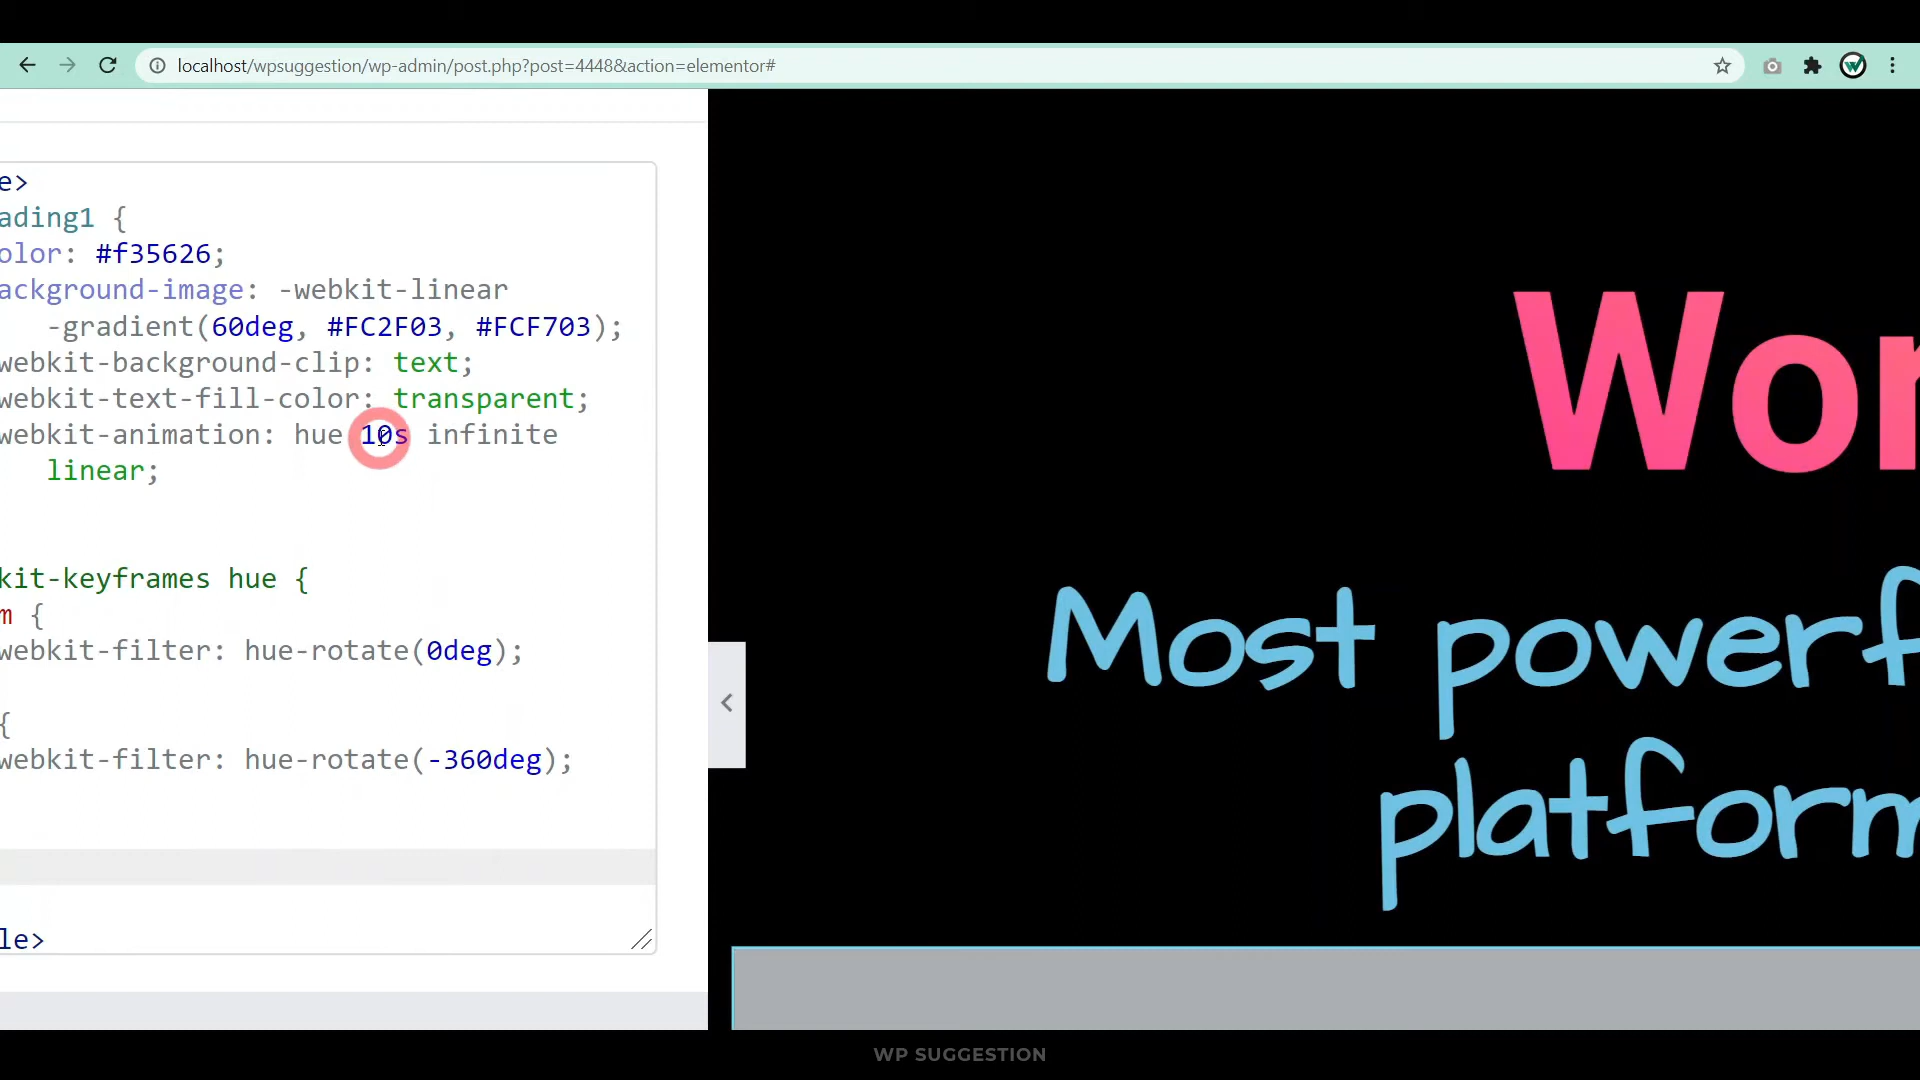 localhost/wpsuggestion/wp-admin/post.php?post=4448&action=elementor#
e>
ading1 {
olor: #f35626;
ackground-image: -webkit-linear
-gradient(60deg, #FC2F03, #FCF703);
webkit-background-clip: text;
webkit-text-fill-color: transparent;
webkit-animation: hue 10s infinite
linear;
kit-keyframes hue {
m {
webkit-filter: hue-rotate(0deg);
{
webkit-filter: hue-rotate(-360deg);
le>
Wor
Most powerf
platform
WP SUGGESTION